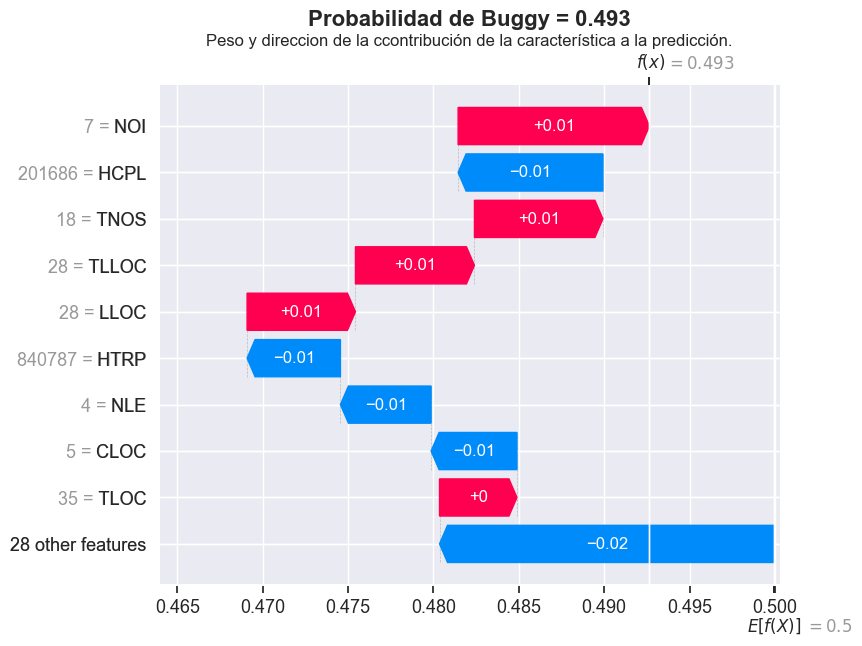 Probabilidad de Buggy = 0.493
Peso y direccion de la ccontribución de la característica a la predicción.
f(x) = 0.493
7 = NOI
+0.01
201686 = HCPL
−0.01
18 = TNOS
+0.01
28 = TLLOC
+0.01
28 = LLOC
+0.01
840787 = HTRP
−0.01
4 = NLE
−0.01
5 = CLOC
−0.01
35 = TLOC
+0
28 other features
−0.02
0.465 0.470 0.475 0.480 0.485 0.490 0.495 0.500
E[f(X)] = 0.5